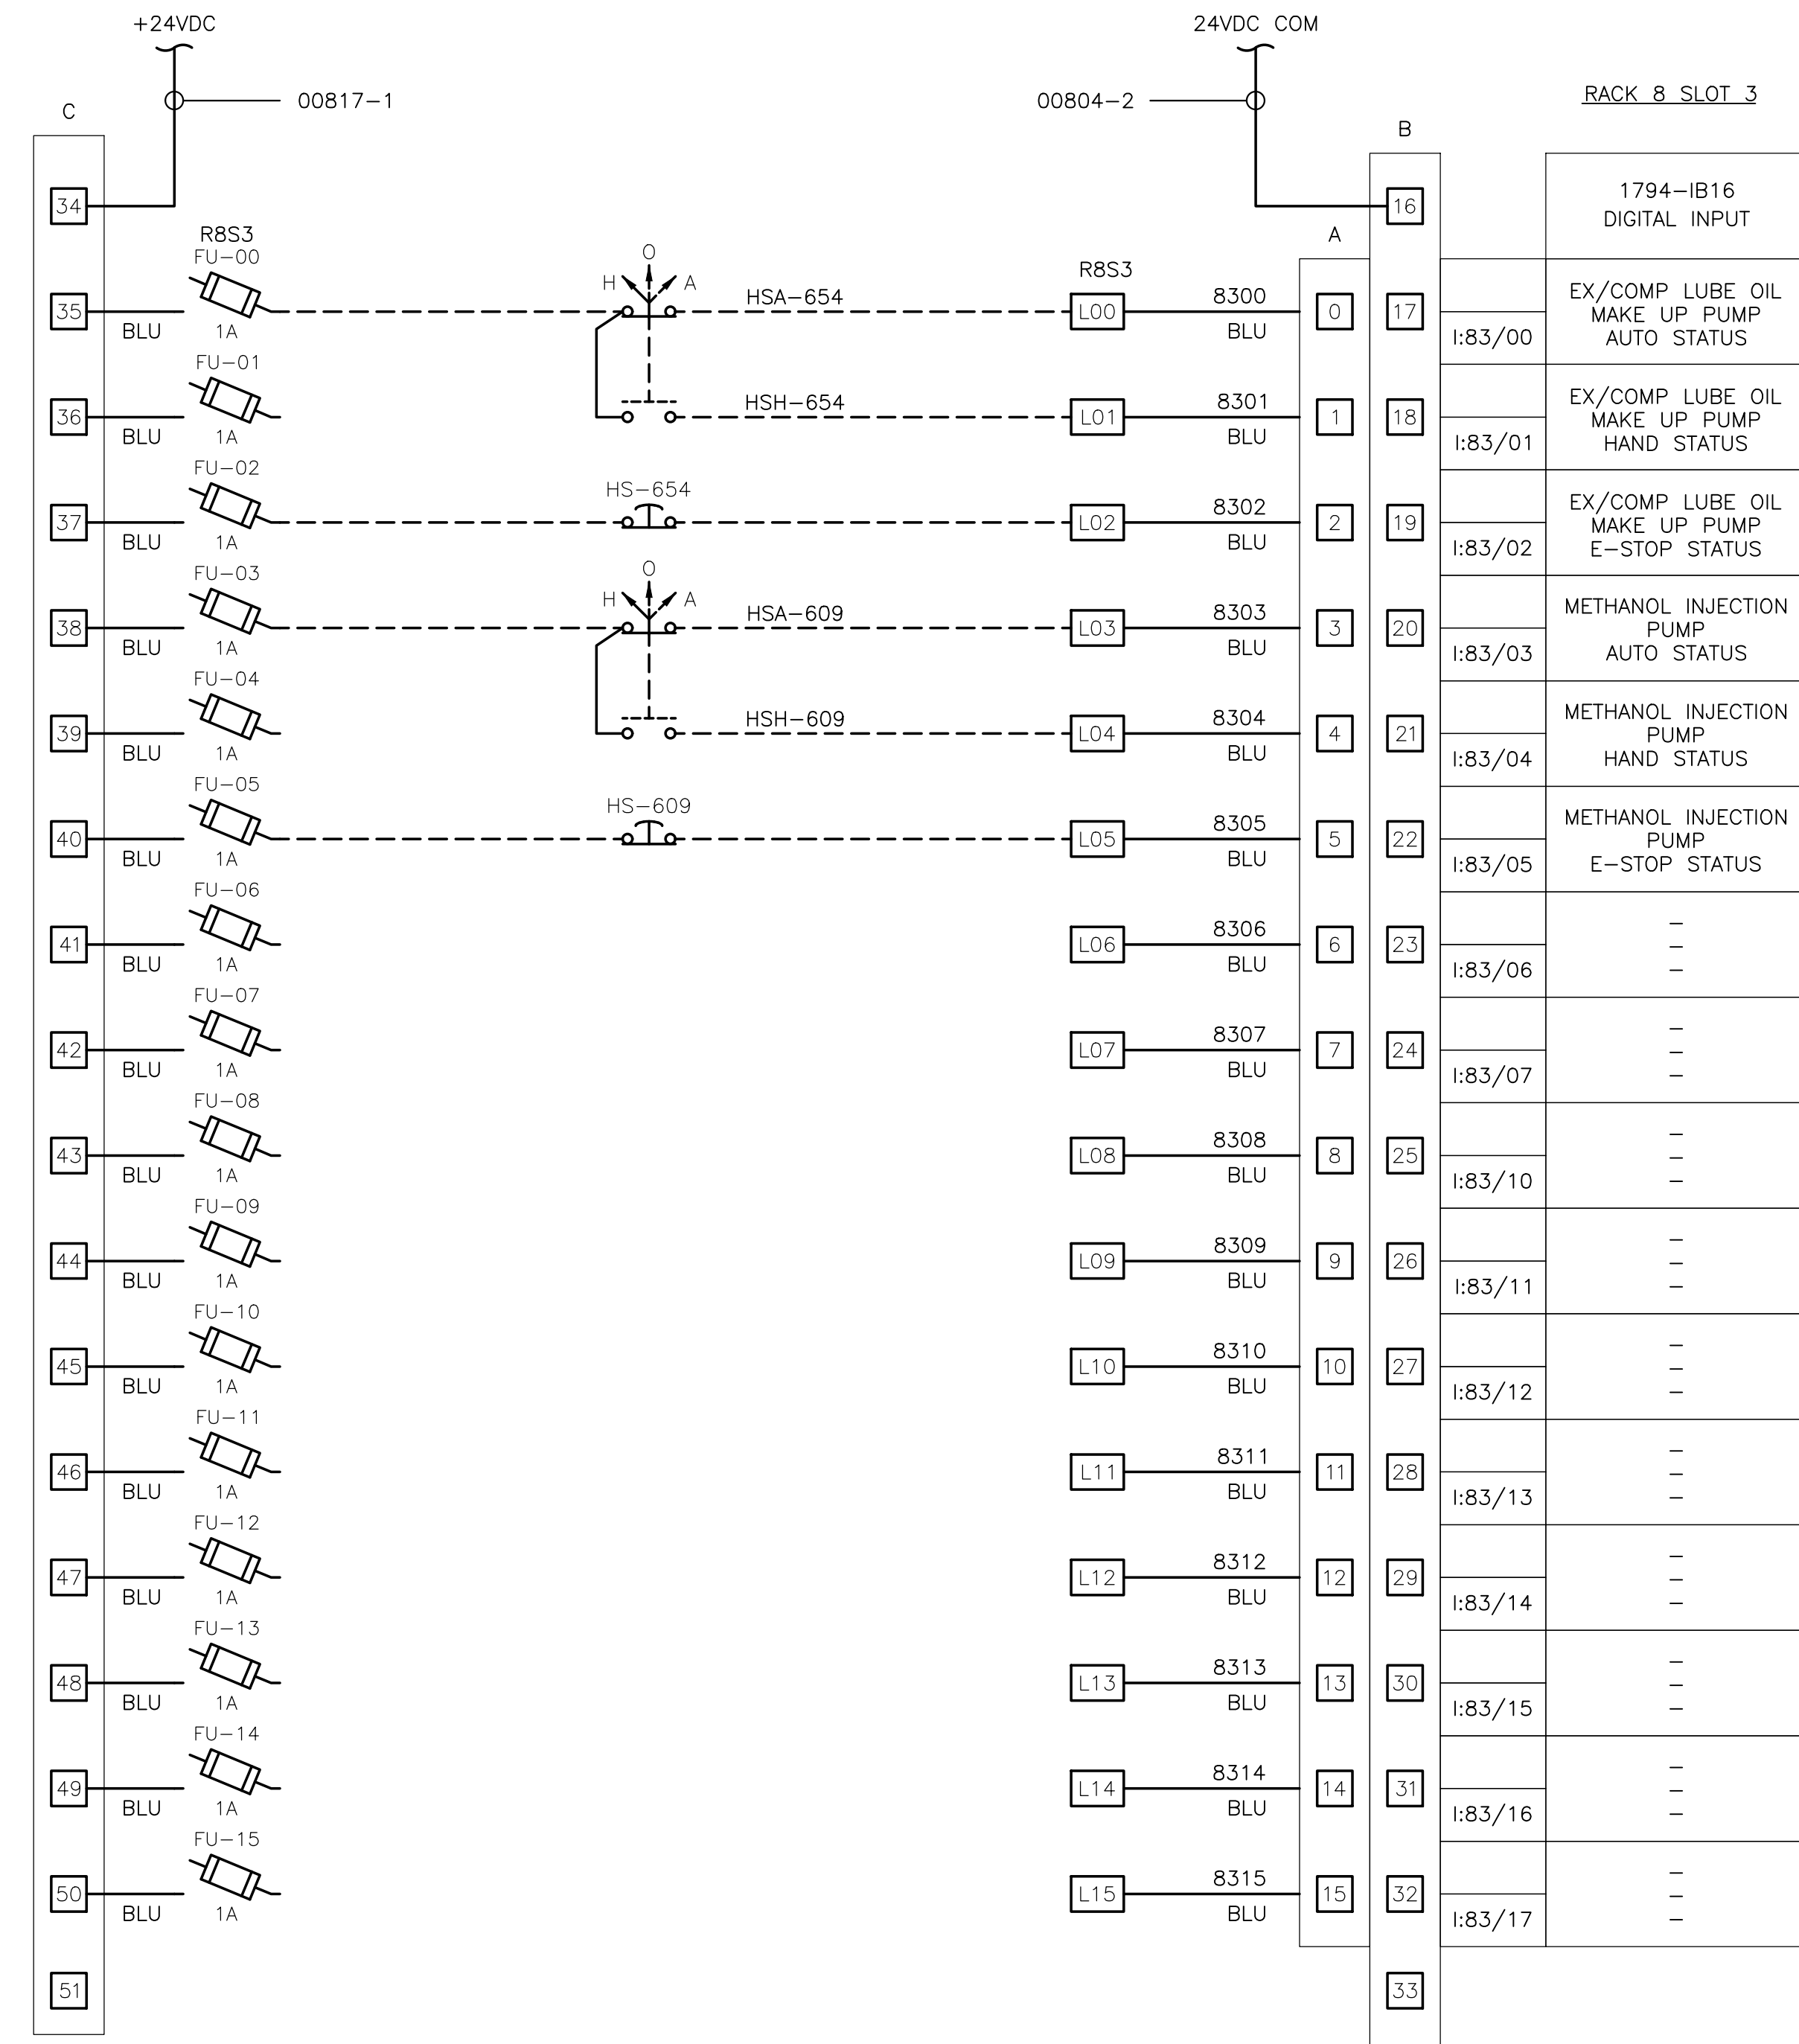 +24VDC
24VDC COM
00817-1
00804-2
RACK 8 SLOT 3
C
B
34
16
1794-IB16
DIGITAL INPUT
A
R8S3
FU-00
1A
35
BLU
H
O
A
HSA-654
R8S3
L00
8300
BLU
0
17
I:83/00
EX/COMP LUBE OIL
MAKE UP PUMP
AUTO STATUS
FU-01
1A
36
BLU
HSH-654
L01
8301
BLU
1
18
I:83/01
EX/COMP LUBE OIL
MAKE UP PUMP
HAND STATUS
FU-02
1A
37
BLU
HS-654
L02
8302
BLU
2
19
I:83/02
EX/COMP LUBE OIL
MAKE UP PUMP
E-STOP STATUS
FU-03
1A
38
BLU
H
O
A
HSA-609
L03
8303
BLU
3
20
I:83/03
METHANOL INJECTION
PUMP
AUTO STATUS
FU-04
1A
39
BLU
HSH-609
L04
8304
BLU
4
21
I:83/04
METHANOL INJECTION
PUMP
HAND STATUS
FU-05
1A
40
BLU
HS-609
L05
8305
BLU
5
22
I:83/05
METHANOL INJECTION
PUMP
E-STOP STATUS
FU-06
1A
41
BLU
L06
8306
BLU
6
23
I:83/06
-
-
-
FU-07
1A
42
BLU
L07
8307
BLU
7
24
I:83/07
-
-
-
FU-08
1A
43
BLU
L08
8308
BLU
8
25
I:83/10
-
-
-
FU-09
1A
44
BLU
L09
8309
BLU
9
26
I:83/11
-
-
-
FU-10
1A
45
BLU
L10
8310
BLU
10
27
I:83/12
-
-
-
FU-11
1A
46
BLU
L11
8311
BLU
11
28
I:83/13
-
-
-
FU-12
1A
47
BLU
L12
8312
BLU
12
29
I:83/14
-
-
-
FU-13
1A
48
BLU
L13
8313
BLU
13
30
I:83/15
-
-
-
FU-14
1A
49
BLU
L14
8314
BLU
14
31
I:83/16
-
-
-
FU-15
1A
50
BLU
L15
8315
BLU
15
32
I:83/17
-
-
-
51
33